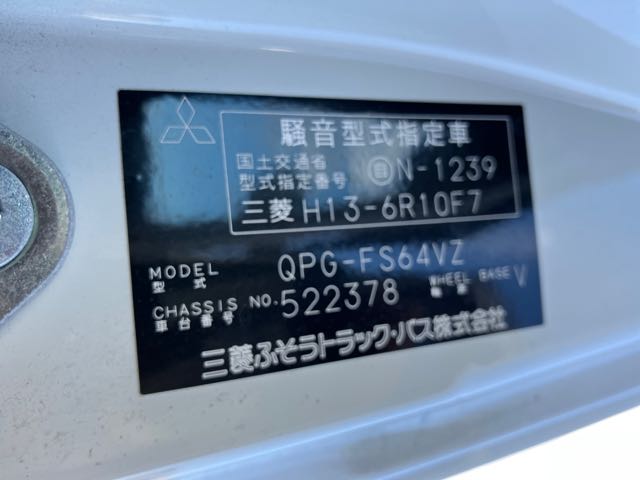 騒音型式指定車
国土交通省
型式指定番号 自N-1239
三菱 H13-6R10F7
MODEL 型式 QPG-FS64VZ
CHASSIS NO. 車台番号 522378 WHEEL BASE 軸距 V
三菱ふそうトラック・バス株式会社